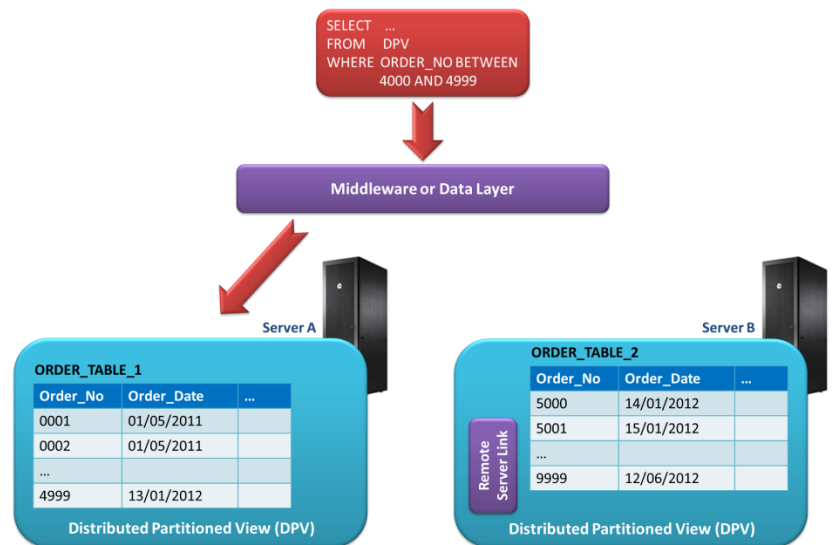 SELECT ...
FROM DPV
WHERE ORDER_NO BETWEEN
4000 AND 4999
Middleware or Data Layer
Server A
ORDER_TABLE_1
Order_No Order_Date ...
0001 01/05/2011
0002 01/05/2011
...
4999 13/01/2012
Distributed Partitioned View (DPV)
Server B
ORDER_TABLE_2
Order_No Order_Date ...
5000 14/01/2012
5001 15/01/2012
...
9999 12/06/2012
Remote
Server Link
Distributed Partitioned View (DPV)